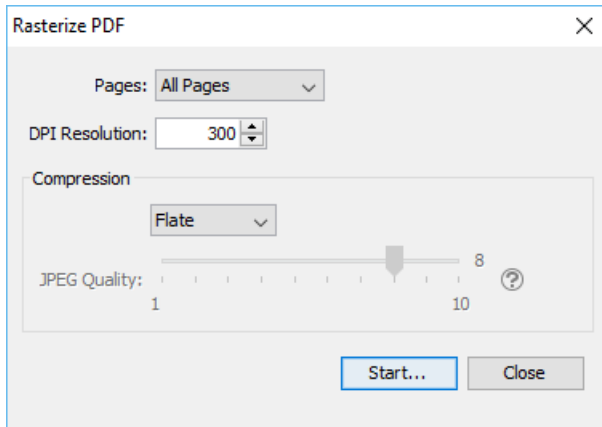 Rasterize PDF
Pages: All Pages
DPI Resolution: 300
Compression
Flate
JPEG Quality: 8
1 10
Start... Close